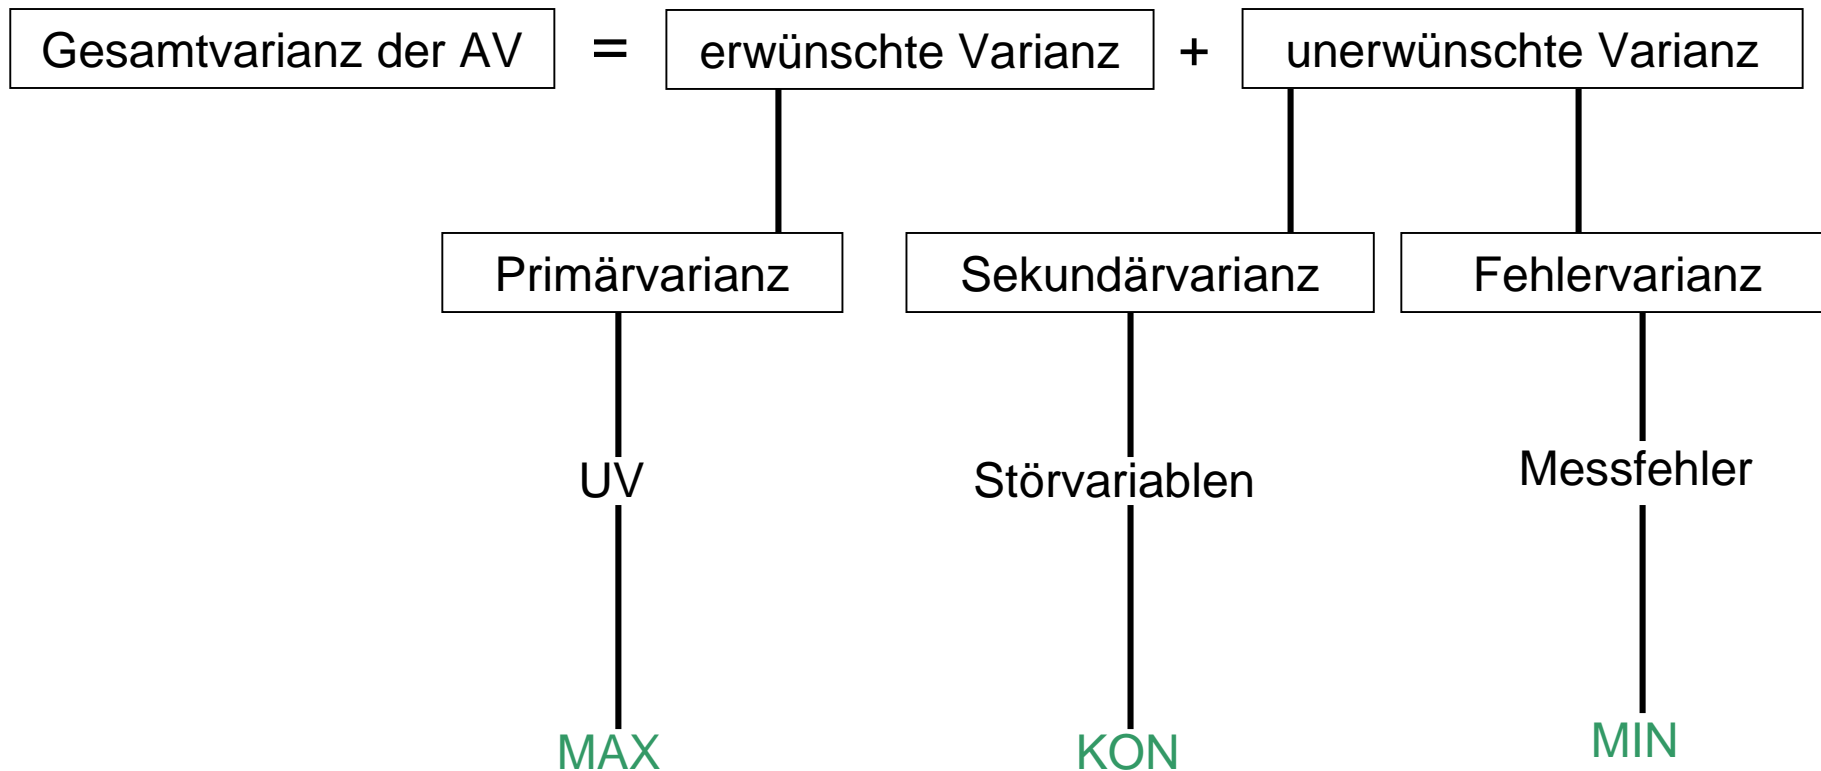 Gesamtvarianz der AV = erwünschte Varianz + unerwünschte Varianz
Primärvarianz Sekundärvarianz Fehlervarianz
UV Störvariablen Messfehler
MAX KON MIN